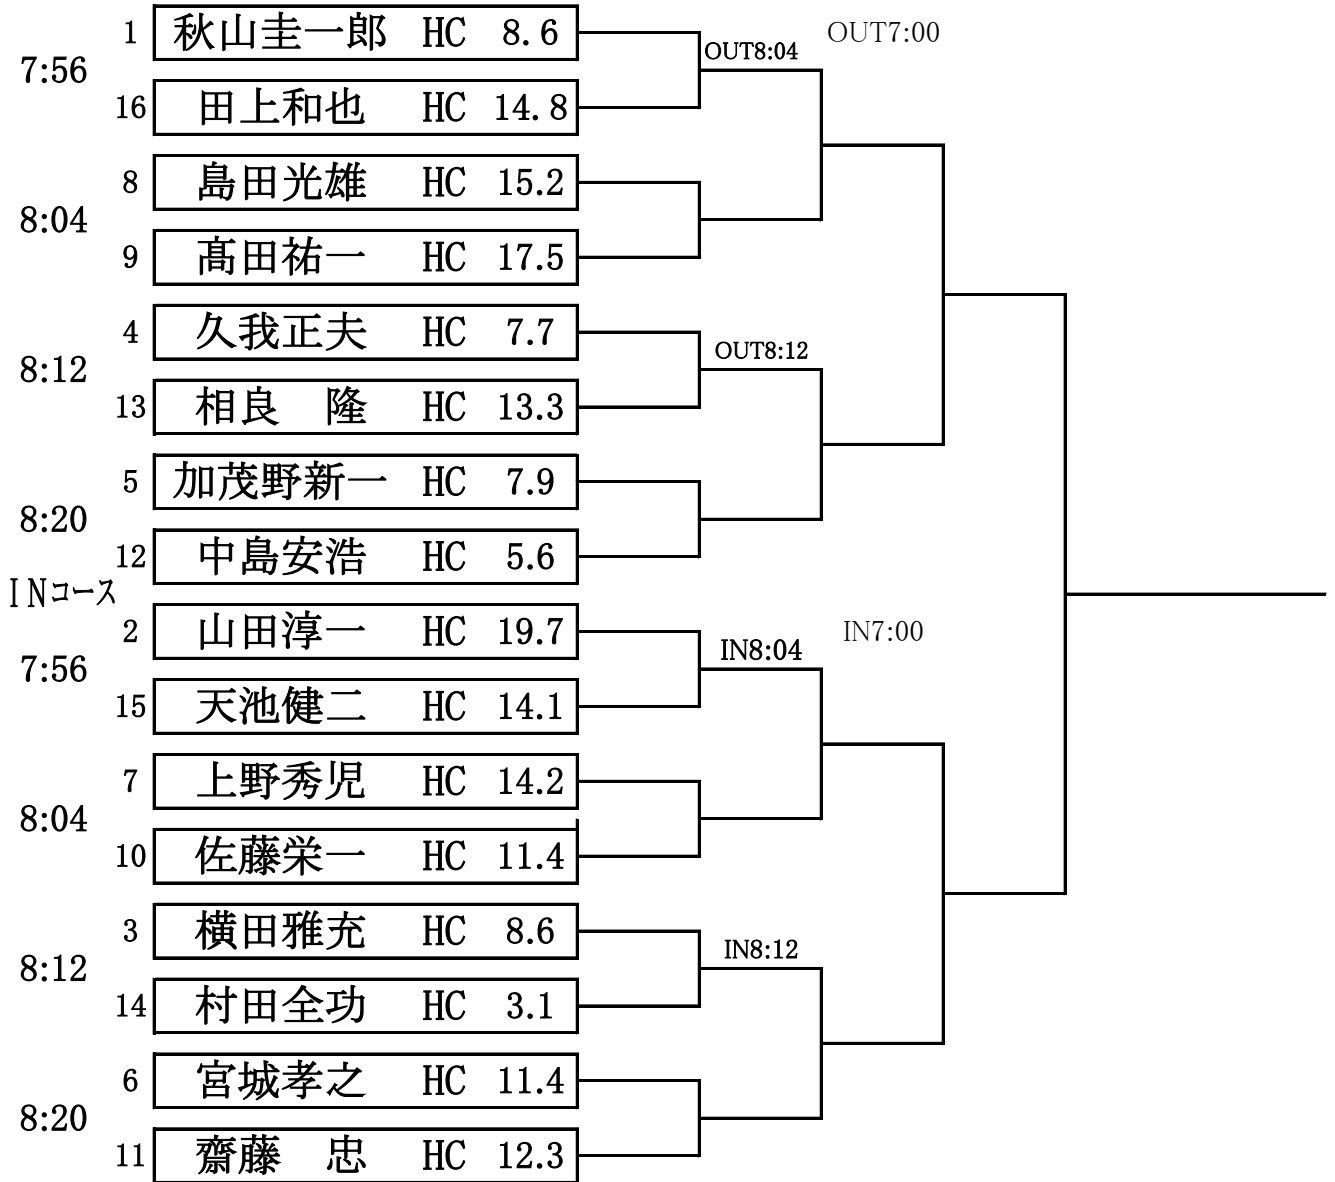 1 秋山圭一郎 HC 8.6
OUT7:00
OUT8:04
7:56
16 田上和也 HC 14.8
8 島田光雄 HC 15.2
8:04
9 髙田祐一 HC 17.5
4 久我正夫 HC 7.7
OUT8:12
8:12
13 相良 隆 HC 13.3
5 加茂野新一 HC 7.9
8:20
12 中島安浩 HC 5.6
INコース
2 山田淳一 HC 19.7
IN7:00
IN8:04
7:56
15 天池健二 HC 14.1
7 上野秀児 HC 14.2
8:04
10 佐藤栄一 HC 11.4
3 横田雅充 HC 8.6
IN8:12
8:12
14 村田全功 HC 3.1
6 宮城孝之 HC 11.4
8:20
11 齋藤 忠 HC 12.3